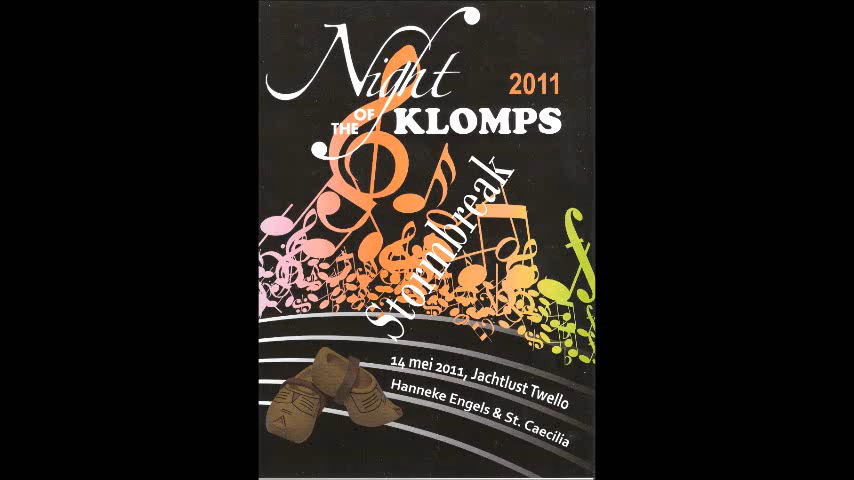 Night
2011
OF
THE
KLOMPS
Stormbreak
14 mei 2011, Jachtlust Twello
Hanneke Engels & St. Caecilia